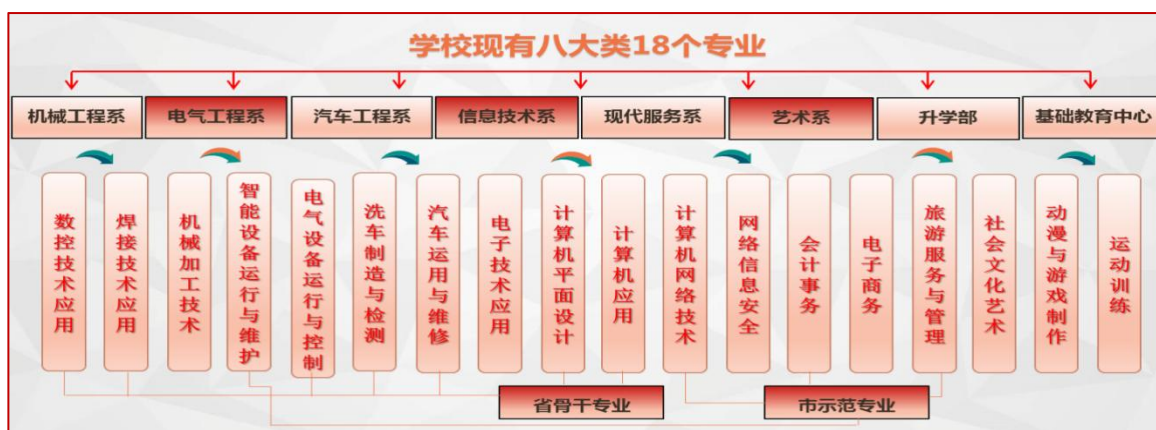 学校现有八大类18个专业
机械工程系
电气工程系
汽车工程系
信息技术系
现代服务系
艺术系
升学部
基础教育中心
数控技术应用
焊接技术应用
机械加工技术
智能设备运行与维护
电气设备运行与控制
洗车制造与检测
汽车运用与维修
电子技术应用
计算机平面设计
计算机应用
计算机网络技术
网络信息安全
会计事务
电子商务
旅游服务与管理
社会文化艺术
动漫与游戏制作
运动训练
省骨干专业
市示范专业